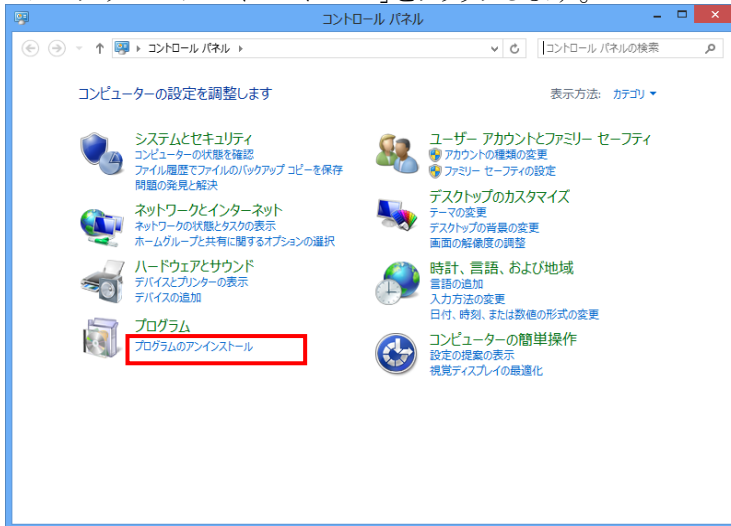 コントロール パネル
コントロール パネル
コントロール パネルの検索
コンピューターの設定を調整します
表示方法: カテゴリ
システムとセキュリティ
コンピューターの状態を確認
ファイル履歴でファイルのバックアップ コピーを保存
問題の発見と解決
ネットワークとインターネット
ネットワークの状態とタスクの表示
ホームグループと共有に関するオプションの選択
ハードウェアとサウンド
デバイスとプリンターの表示
デバイスの追加
プログラム
プログラムのアンインストール
ユーザー アカウントとファミリー セーフティ
アカウントの種類の変更
ファミリー セーフティの設定
デスクトップのカスタマイズ
テーマの変更
デスクトップの背景の変更
画面の解像度の調整
時計、言語、および地域
言語の追加
入力方法の変更
日付、時刻、または数値の形式の変更
コンピューターの簡単操作
設定の提案の表示
視覚ディスプレイの最適化